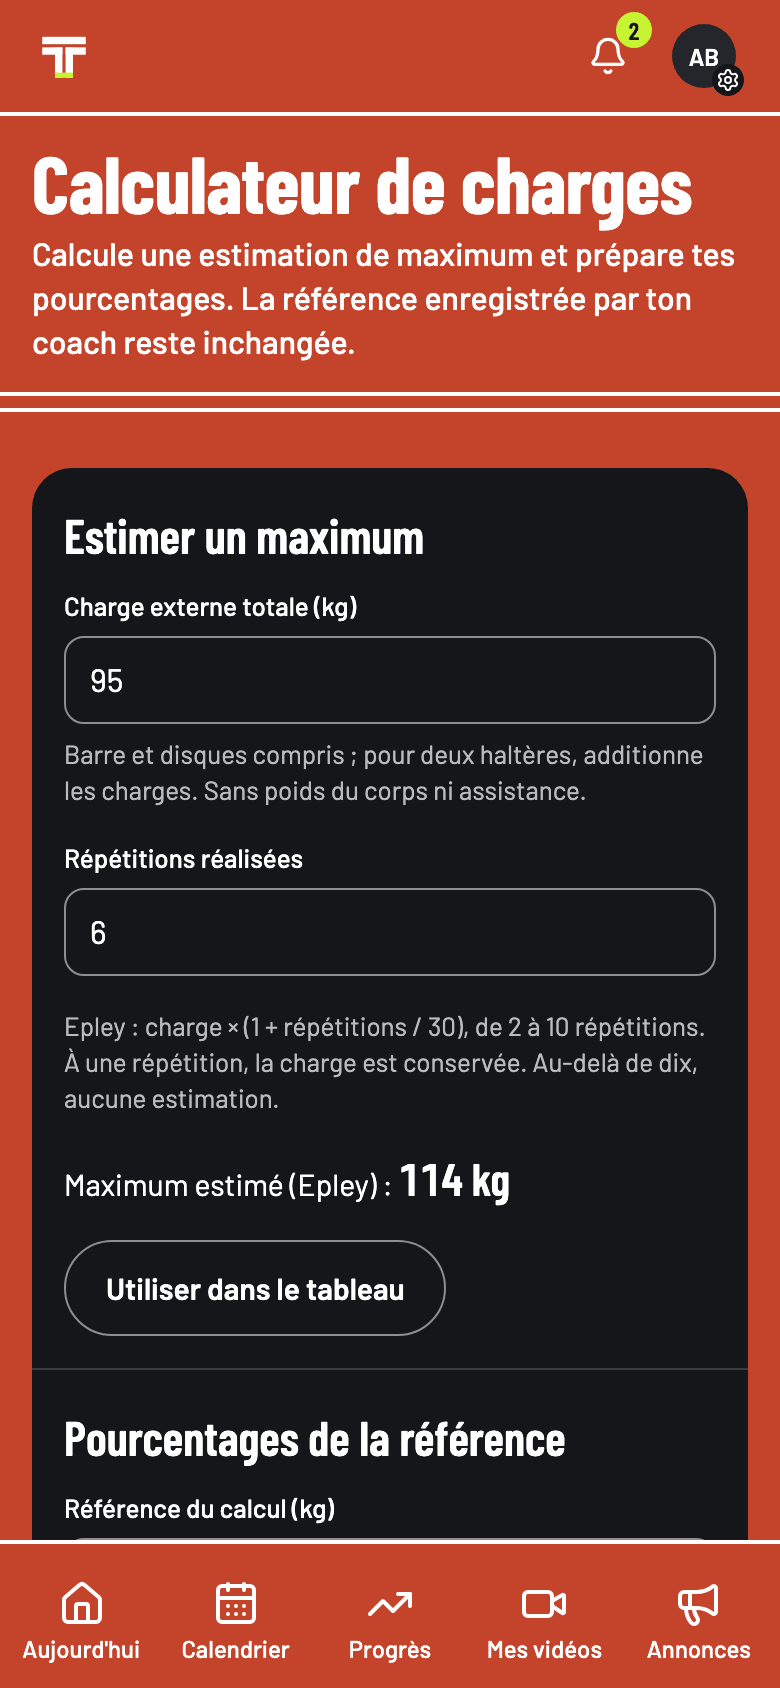 2
AB
Calculateur de charges
Calcule une estimation de maximum et prépare tes
pourcentages. La référence enregistrée par ton
coach reste inchangée.
Estimer un maximum
Charge externe totale (kg)
95
Barre et disques compris ; pour deux haltères, additionne
les charges. Sans poids du corps ni assistance.
Répétitions réalisées
6
Epley : charge × (1 + répétitions / 30), de 2 à 10 répétitions.
À une répétition, la charge est conservée. Au-delà de dix,
aucune estimation.
Maximum estimé (Epley) : 114 kg
Utiliser dans le tableau
Pourcentages de la référence
Référence du calcul (kg)
Aujourd'hui
Calendrier
Progrès
Mes vidéos
Annonces